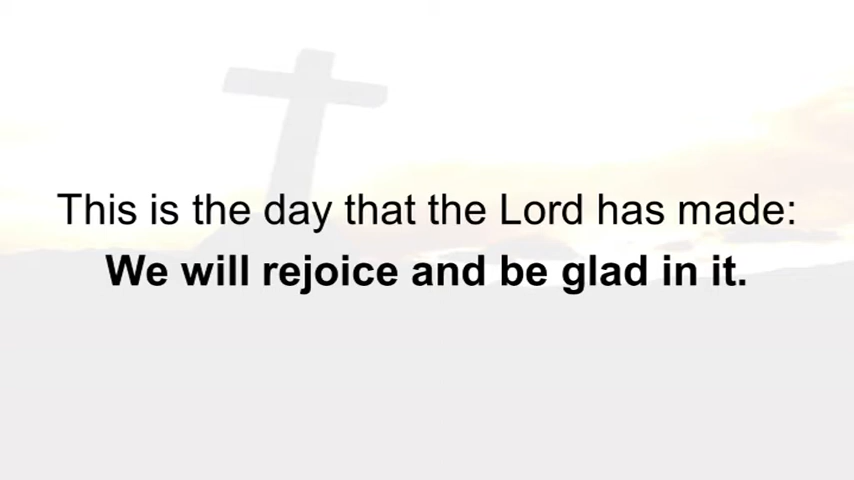 This is the day that the Lord has made:
We will rejoice and be glad in it.